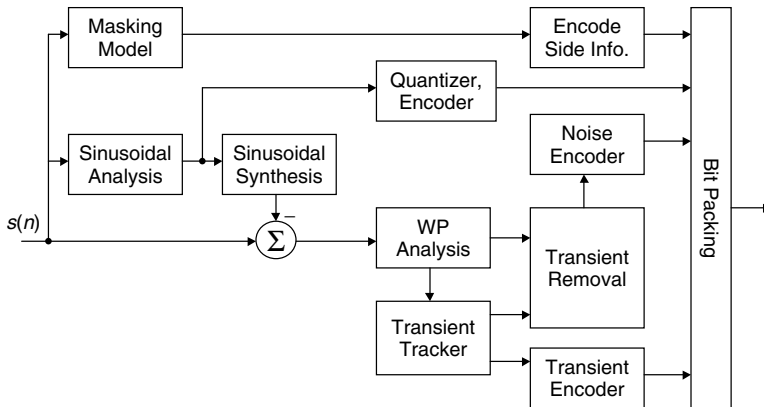 Masking
Model
Encode
Side Info.
Quantizer,
Encoder
Sinusoidal
Analysis
Sinusoidal
Synthesis
Noise
Encoder
s(n)
−
Σ
WP
Analysis
Transient
Removal
Transient
Tracker
Transient
Encoder
Bit Packing